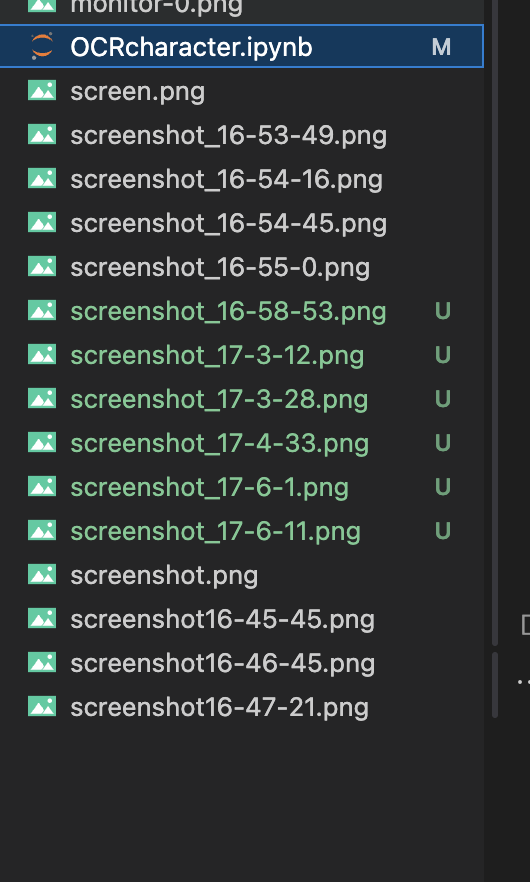 monitor-0.png
OCRcharacter.ipynb M
screen.png
screenshot_16-53-49.png
screenshot_16-54-16.png
screenshot_16-54-45.png
screenshot_16-55-0.png
screenshot_16-58-53.png U
screenshot_17-3-12.png U
screenshot_17-3-28.png U
screenshot_17-4-33.png U
screenshot_17-6-1.png U
screenshot_17-6-11.png U
screenshot.png
screenshot16-45-45.png
screenshot16-46-45.png
screenshot16-47-21.png